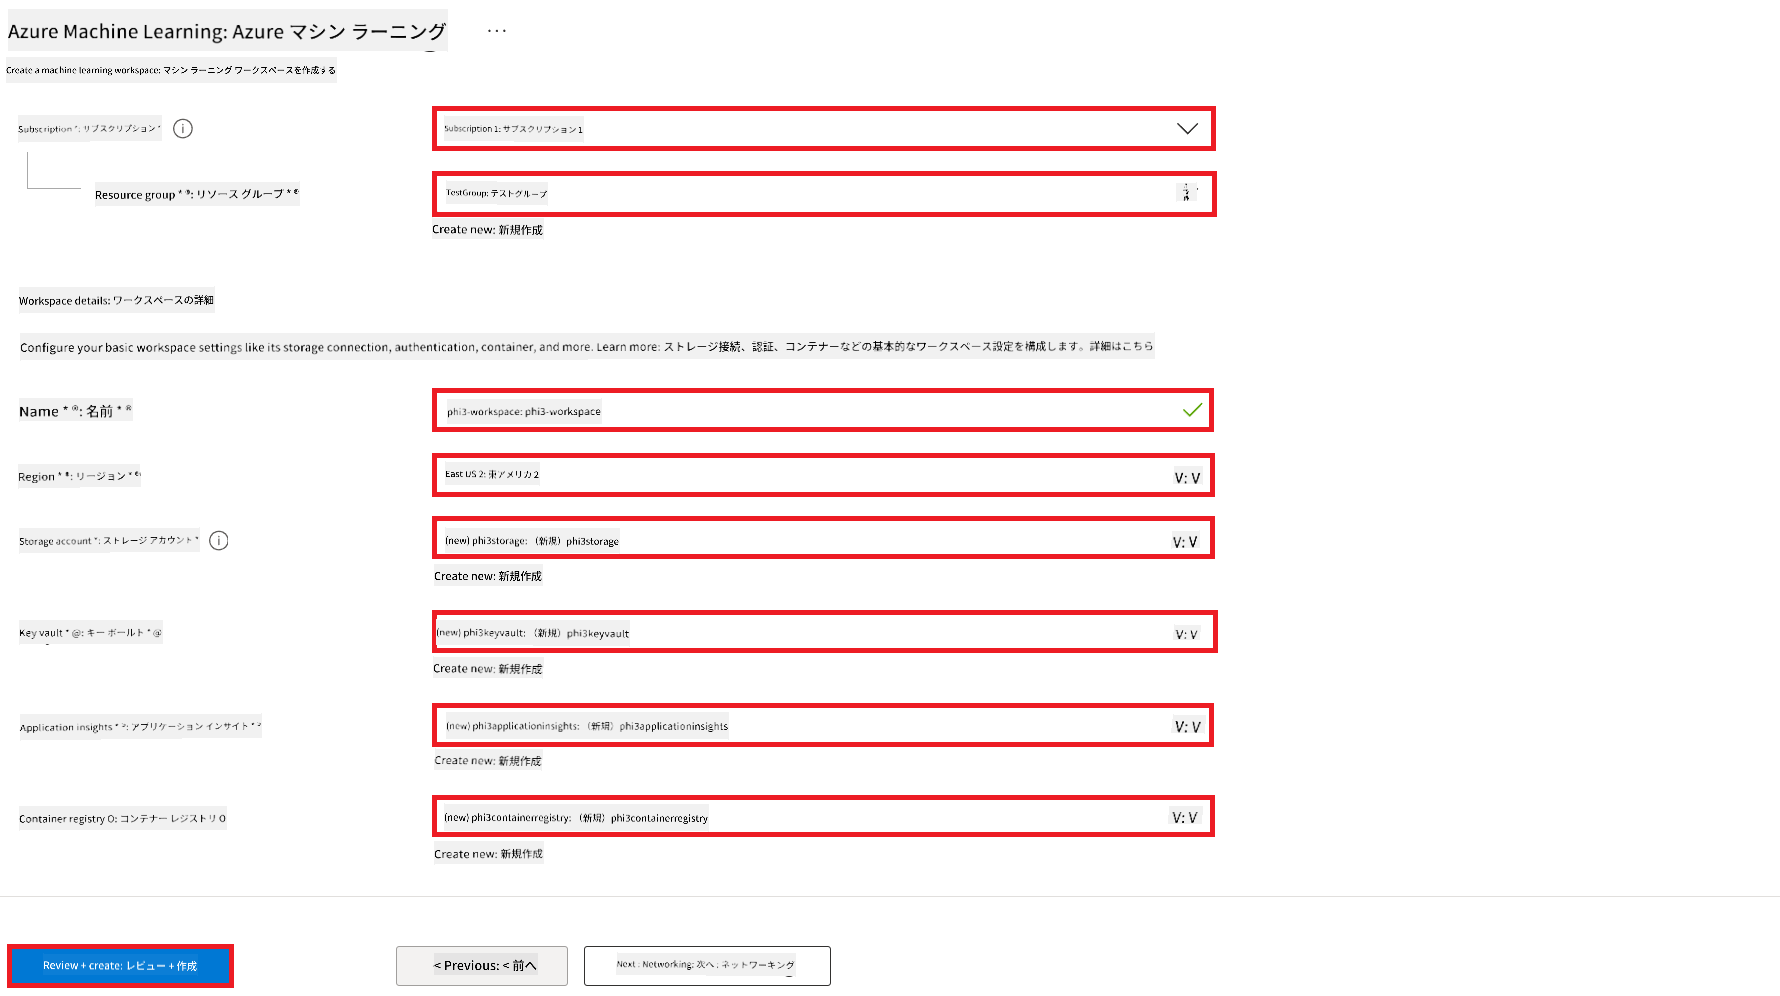 Azure Machine Learning: Azure マシン ラーニング ...
Create a machine learning workspace: マシン ラーニング ワークスペースを作成する
Subscription *: サブスクリプション *
Subscription 1: サブスクリプション 1
Resource group * ®: リソース グループ * ®
TestGroup: テストグループ
Create new: 新規作成
Workspace details: ワークスペースの詳細
Configure your basic workspace settings like its storage connection, authentication, container, and more. Learn more: ストレージ接続、認証、コンテナーなどの基本的なワークスペース設定を構成します。詳細はこちら
Name * ®: 名前 * ®
phi3-workspace: phi3-workspace
Region * *: リージョン *
East US 2: 東アメリカ 2
V: V
Storage account *: ストレージ アカウント *
(new) phi3storage: （新規）phi3storage
V: V
Create new: 新規作成
Key vault * @: キー ボールト * @
(new) phi3keyvault: （新規）phi3keyvault
V: V
Create new: 新規作成
Application insights * ᵓ: アプリケーション インサイト * ᵓ
(new) phi3applicationinsights: （新規）phi3applicationinsights
V: V
Create new: 新規作成
Container registry O: コンテナー レジストリ O
(new) phi3containerregistry: （新規）phi3containerregistry
V: V
Create new: 新規作成
Review + create: レビュー + 作成
< Previous: < 前へ
Next : Networking: 次へ : ネットワーキング